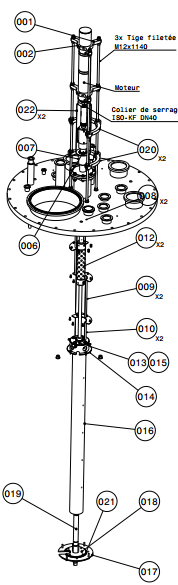 001
3x Tige filetée
M12x1140
002
Moteur
022
X2
Colier de serrage
ISO-KF DN40
020
X2
007
008
X2
006
012
X2
009
X2
010
X2
013
015
014
016
019
021
018
017